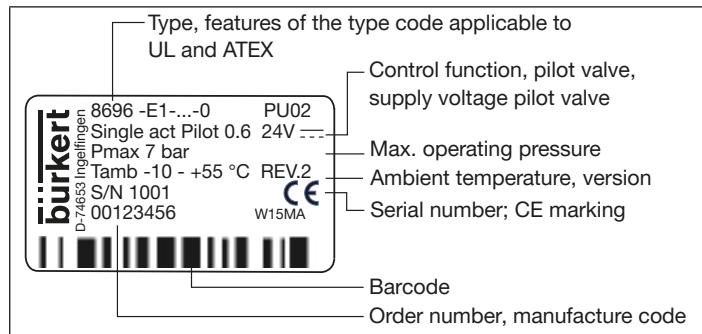 Type, features of the type code applicable to
UL and ATEX
Control function, pilot valve,
supply voltage pilot valve
Max. operating pressure
Ambient temperature, version
Serial number; CE marking
Barcode
Order number, manufacture code
bürkert
D-74653 Ingelfingen
8696 -E1-...-0 PU02
Single act Pilot 0.6 24V
Pmax 7 bar
Tamb -10 - +55 °C REV.2
S/N 1001 CE
00123456 W15MA